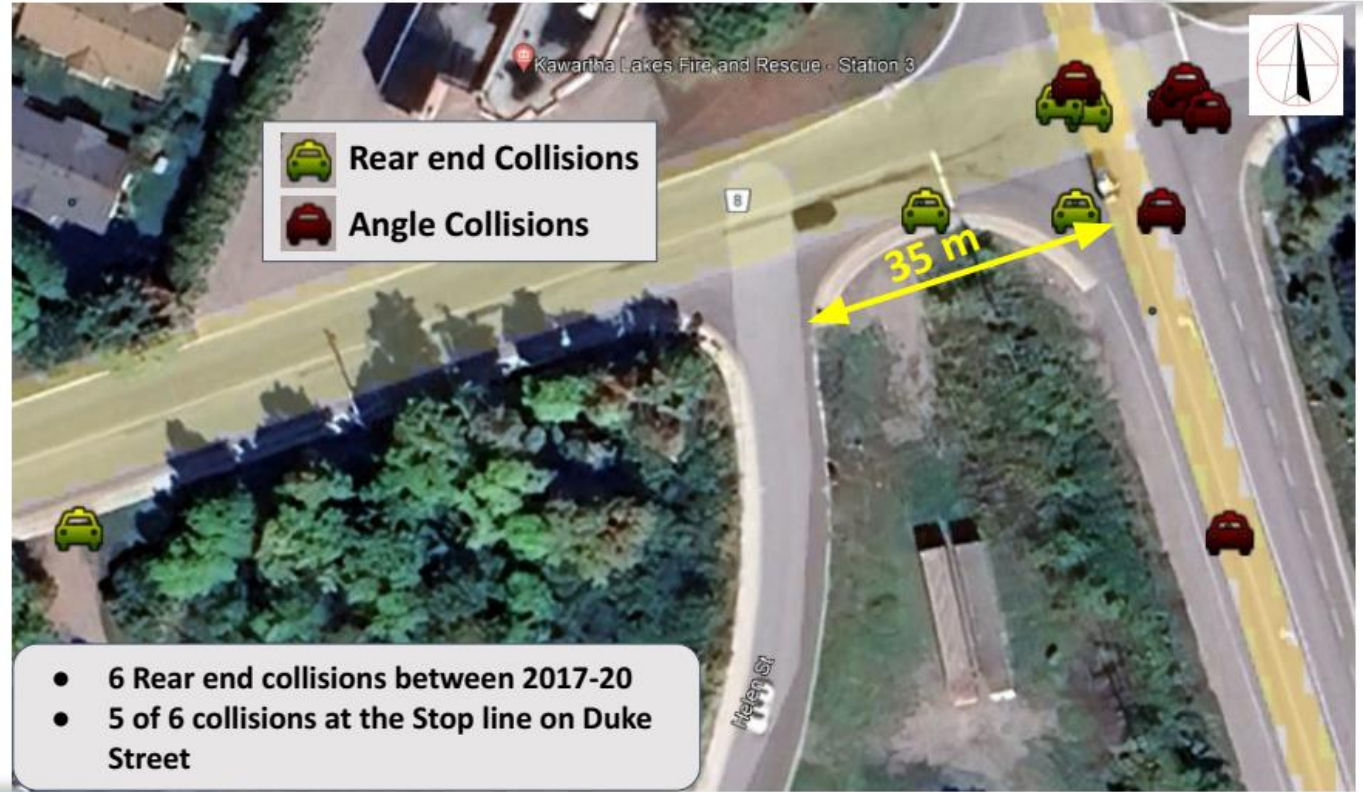 Kawartha Lakes Fire and Rescue - Station 3
Rear end Collisions
Angle Collisions
8
35 m
Helen St
● 6 Rear end collisions between 2017-20
● 5 of 6 collisions at the Stop line on Duke
Street